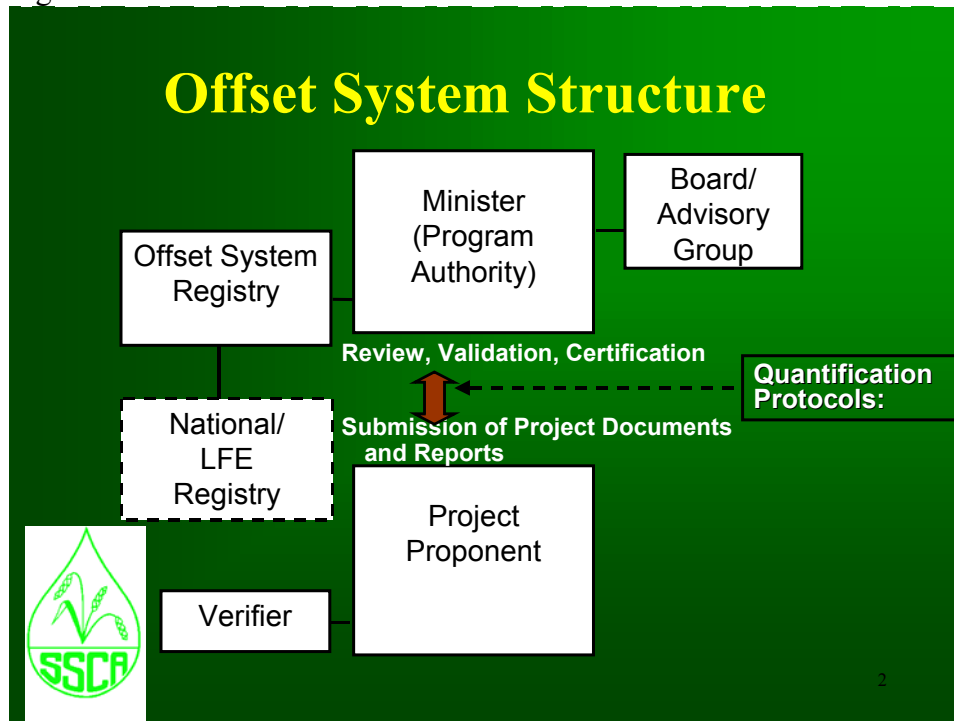 Offset System Structure
Minister
(Program
Authority)
Board/
Advisory
Group
Offset System
Registry
Review, Validation, Certification
Quantification
Protocols:
National/
LFE
Registry
Submission of Project Documents
and Reports
Project
Proponent
Verifier
SSCA
2